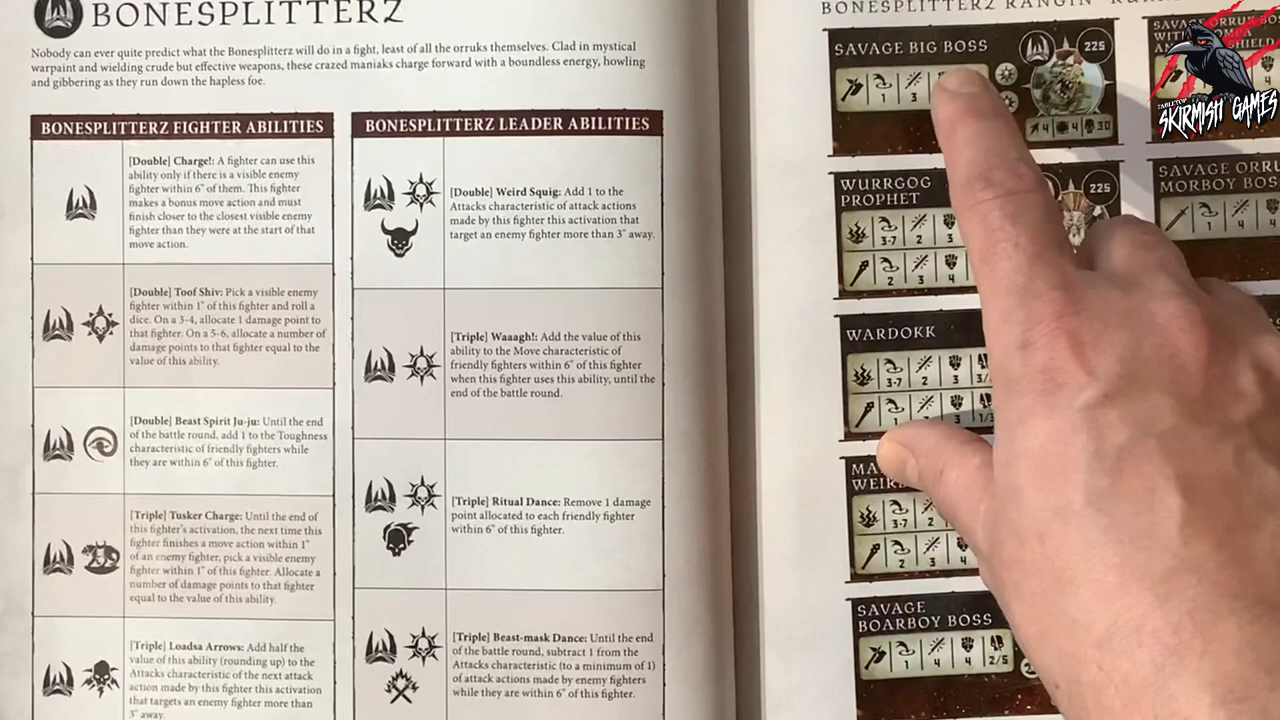 BONESPLITTERZ
Nobody can ever quite predict what the Bonesplitterz will do in a fight, least of all the orruks themselves. Clad in mystical
warpaint and wielding crude but effective weapons, these crazed maniaks charge forward with a boundless energy, howling
and gibbering as they run down the hapless foe.
BONESPLITTERZ FIGHTER ABILITIES
[Double] Charge!: A fighter can use this
ability only if there is a visible enemy
fighter within 6" of them. This fighter
makes a bonus move action and must
finish closer to the closest visible enemy
fighter than they were at the start of that
move action.
[Double] Toof Shiv: Pick a visible enemy
fighter within 1" of this fighter and roll a
dice. On a 3-4, allocate 1 damage point to
that fighter. On a 5-6, allocate a number of
damage points to that fighter equal to the
value of this ability.
[Double] Beast Spirit Ju-ju: Until the end
of the battle round, add 1 to the Toughness
characteristic of friendly fighters while
they are within 6" of this fighter.
[Triple] Tusker Charge: Until the end of
this fighter's activation, the next time this
fighter finishes a move action within 1"
of an enemy fighter, pick a visible enemy
fighter within 1" of this fighter. Allocate a
number of damage points to that fighter
equal to the value of this ability.
[Triple] Loadsa Arrows: Add half the
value of this ability (rounding up) to the
Attacks characteristic of the next attack
action made by this fighter this activation
that targets an enemy fighter more than
3" away.
BONESPLITTERZ LEADER ABILITIES
[Double] Weird Squig: Add 1 to the
Attacks characteristic of attack actions
made by this fighter this activation that
target an enemy fighter more than 3" away.
[Triple] Waaagh!: Add the value of this
ability to the Move characteristic of
friendly fighters within 6" of this fighter
when this fighter uses this ability, until the
end of the battle round.
[Triple] Ritual Dance: Remove 1 damage
point allocated to each friendly fighter
within 6" of this fighter.
[Triple] Beast-mask Dance: Until the end
of the battle round, subtract 1 from the
Attacks characteristic (to a minimum of 1)
of attack actions made by enemy fighters
while they are within 6" of this fighter.
BONESPLITTERZ
SAVAGE BIG BOSS 225
1 3
4 4 30
WURRGOG
PROPHET 225
3-7 2 3
2 3 4
WARDOKK
3-7 2 3
SAVAGE
BOARBOY BOSS
1 4 4 2/5
SAVAGE ORRUK
4
SAVAGE
MORBOY
1 4
TABLETOP
SKIRMISH GAMES